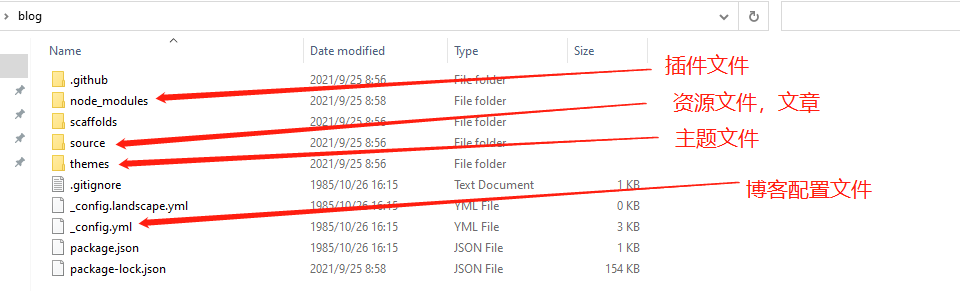 blog
Name Date modified Type Size
.github 2021/9/25 8:56 File folder
插件文件
node_modules 2021/9/25 8:58 File folder
资源文件，文章
scaffolds 2021/9/25 8:56 File folder
source 2021/9/25 8:56 File folder
主题文件
themes 2021/9/25 8:56 File folder
.gitignore 1985/10/26 16:15 Text Document 1 KB
博客配置文件
_config.landscape.yml 1985/10/26 16:15 YML File 0 KB
_config.yml 1985/10/26 16:15 YML File 3 KB
package.json 1985/10/26 16:15 JSON File 1 KB
package-lock.json 2021/9/25 8:58 JSON File 154 KB